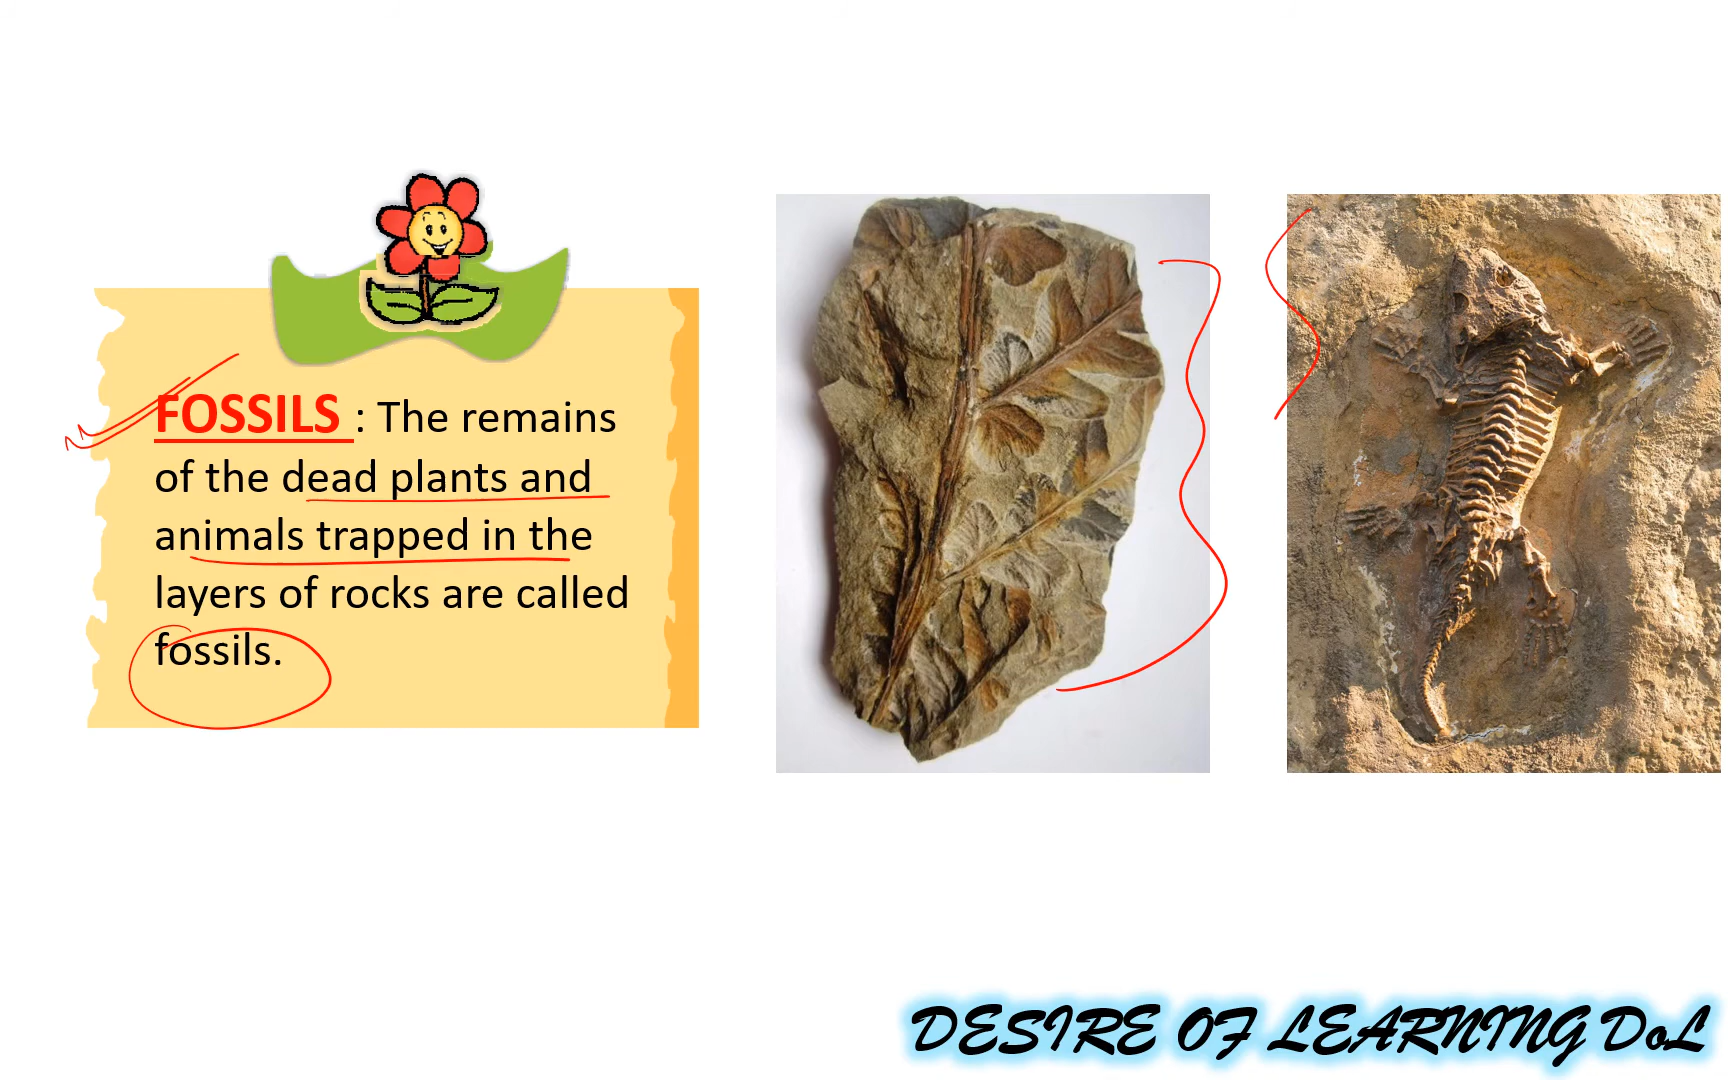 FOSSILS : The remains
of the dead plants and
animals trapped in the
layers of rocks are called
fossils.
DESIRE OF LEARNING DoL